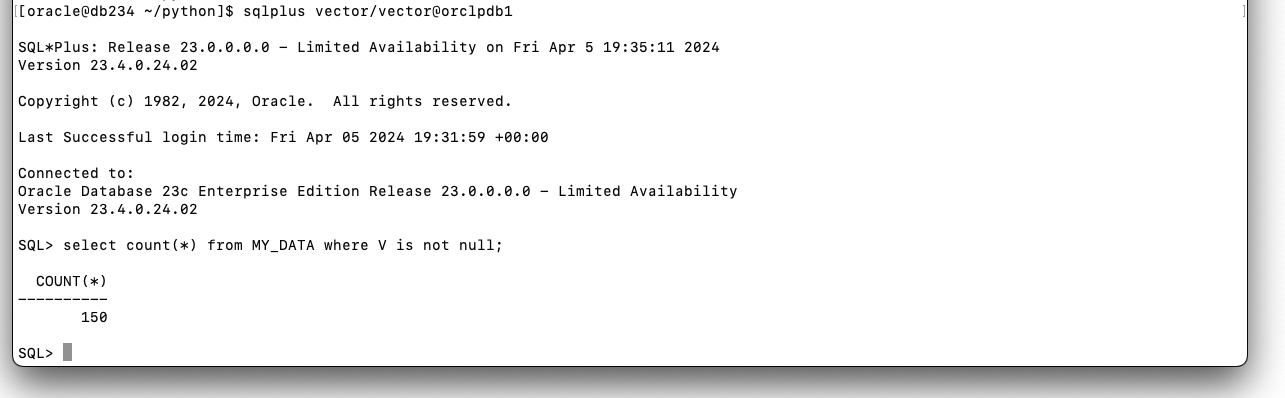 [[oracle@db234 ~/python]$ sqlplus vector/vector@orclpdb1 ]
SQL*Plus: Release 23.0.0.0.0 – Limited Availability on Fri Apr 5 19:35:11 2024
Version 23.4.0.24.02
Copyright (c) 1982, 2024, Oracle.  All rights reserved.
Last Successful login time: Fri Apr 05 2024 19:31:59 +00:00
Connected to:
Oracle Database 23c Enterprise Edition Release 23.0.0.0.0 – Limited Availability
Version 23.4.0.24.02
SQL> select count(*) from MY_DATA where V is not null;
COUNT(*)
----------
150
SQL>